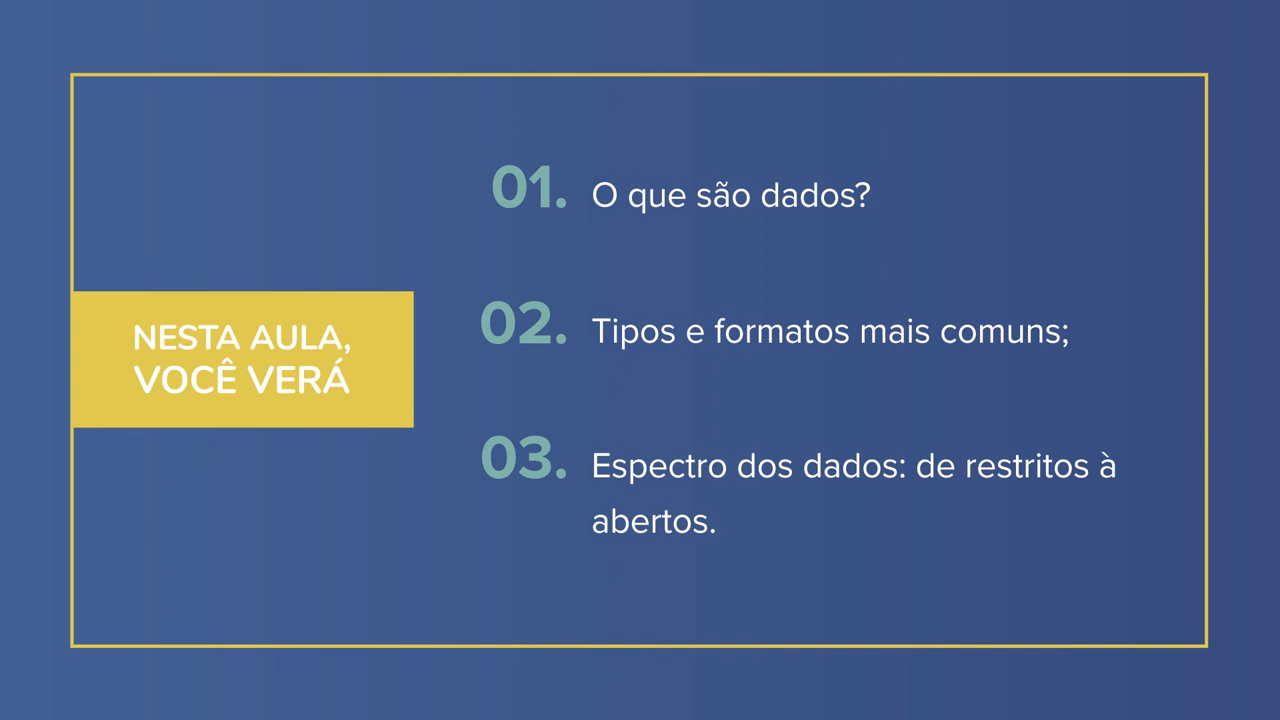 NESTA AULA,
VOCÊ VERÁ
01. O que são dados?
02. Tipos e formatos mais comuns;
03. Espectro dos dados: de restritos à
abertos.